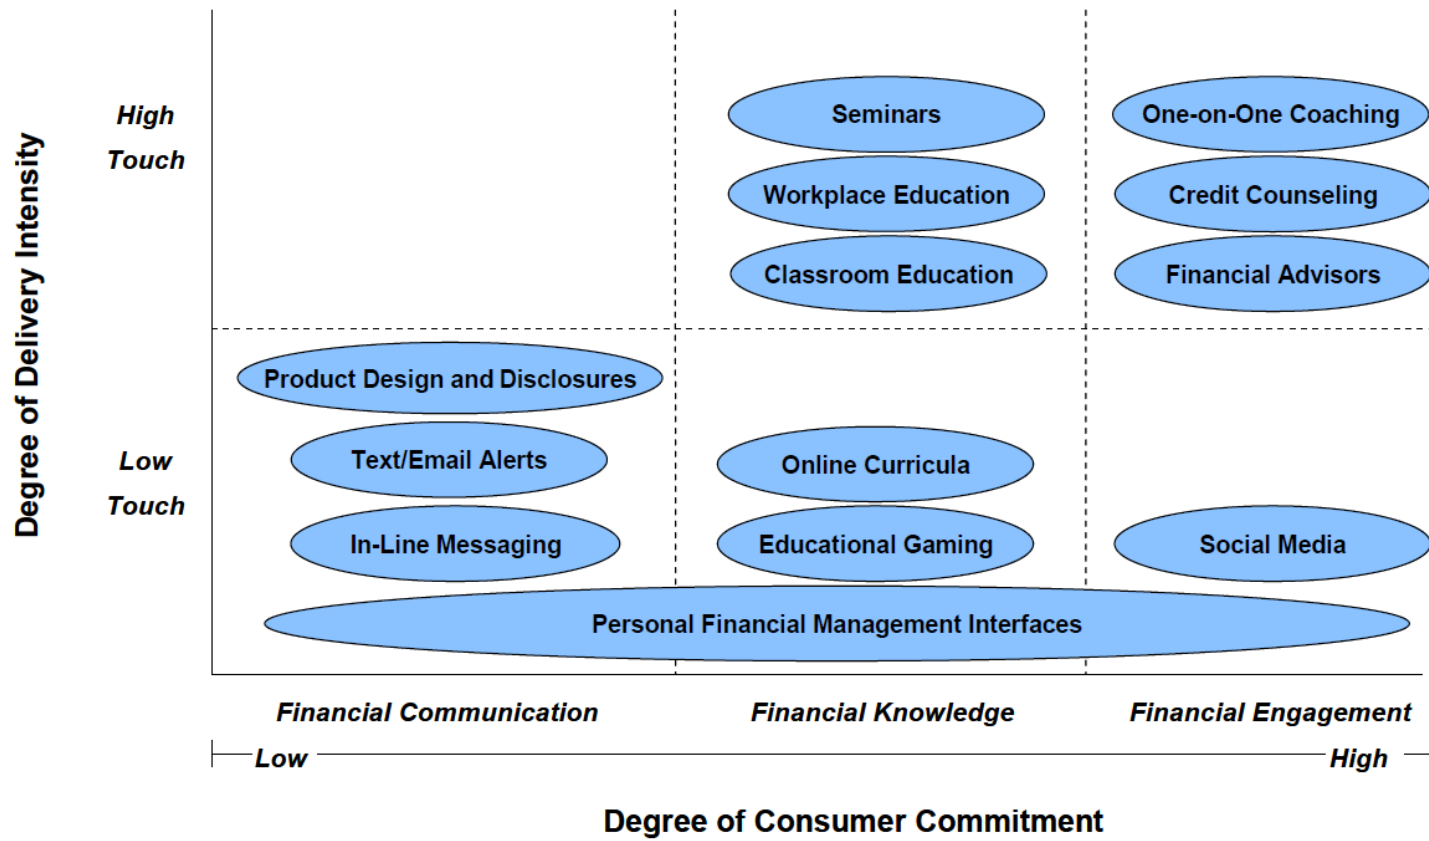 Degree of Delivery Intensity
High
Touch
Seminars
One-on-One Coaching
Workplace Education
Credit Counseling
Classroom Education
Financial Advisors
Low
Touch
Product Design and Disclosures
Text/Email Alerts
Online Curricula
In-Line Messaging
Educational Gaming
Social Media
Personal Financial Management Interfaces
Financial Communication
Financial Knowledge
Financial Engagement
Low
High
Degree of Consumer Commitment